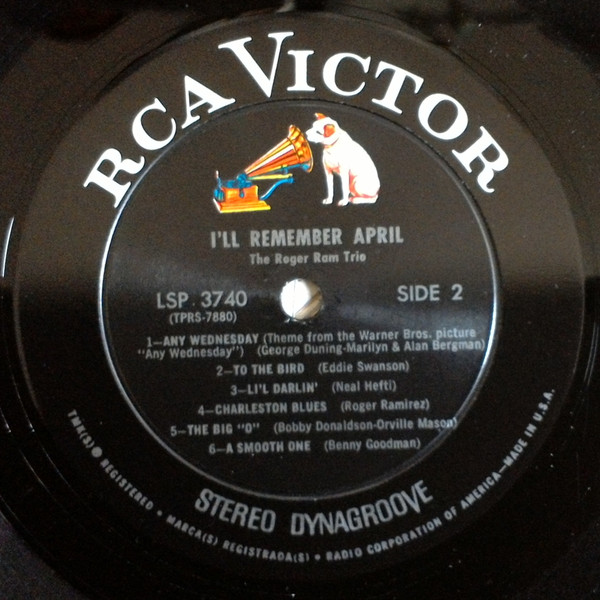 RCA VICTOR
I'LL REMEMBER APRIL
The Roger Ram Trio
LSP 3740
(TPRS-7880)
SIDE 2
1—ANY WEDNESDAY (Theme from the Warner Bros. picture
"Any Wednesday") (George Duning-Marilyn & Alan Bergman)
2—TO THE BIRD (Eddie Swanson)
3—LI'L DARLIN' (Neal Hefti)
4—CHARLESTON BLUES (Roger Ramirez)
5—THE BIG "O" (Bobby Donaldson-Orville Mason)
6—A SMOOTH ONE (Benny Goodman)
STEREO DYNAGROOVE
TMK(S) ® REGISTERED • MARCA(S) REGISTRADA(S) • RADIO CORPORATION OF AMERICA—MADE IN U.S.A.